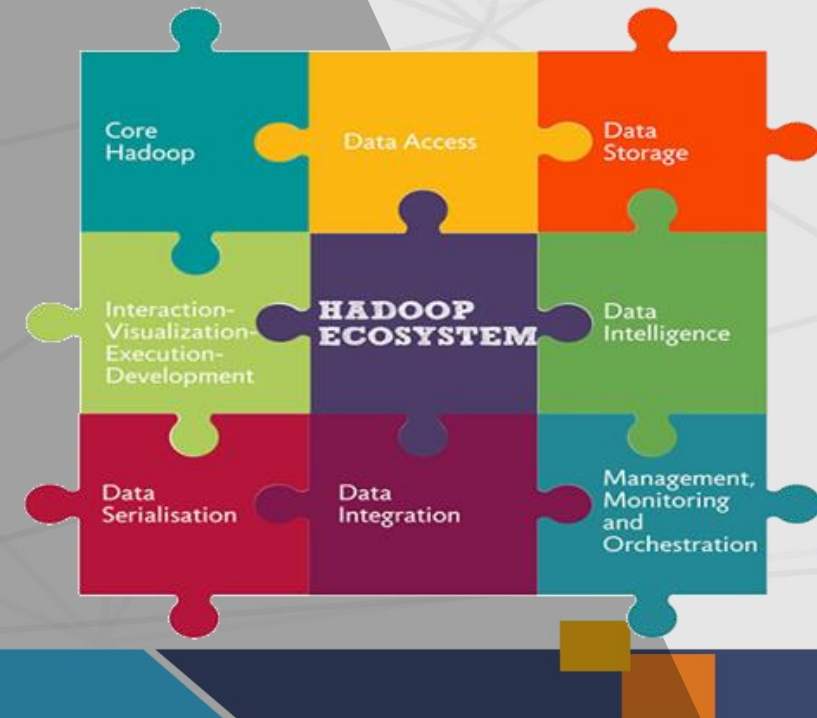 Core
Hadoop
Data Access
Data
Storage
Interaction-
Visualization-
Execution-
Development
HADOOP
ECOSYSTEM
Data
Intelligence
Data
Serialisation
Data
Integration
Management,
Monitoring
and
Orchestration